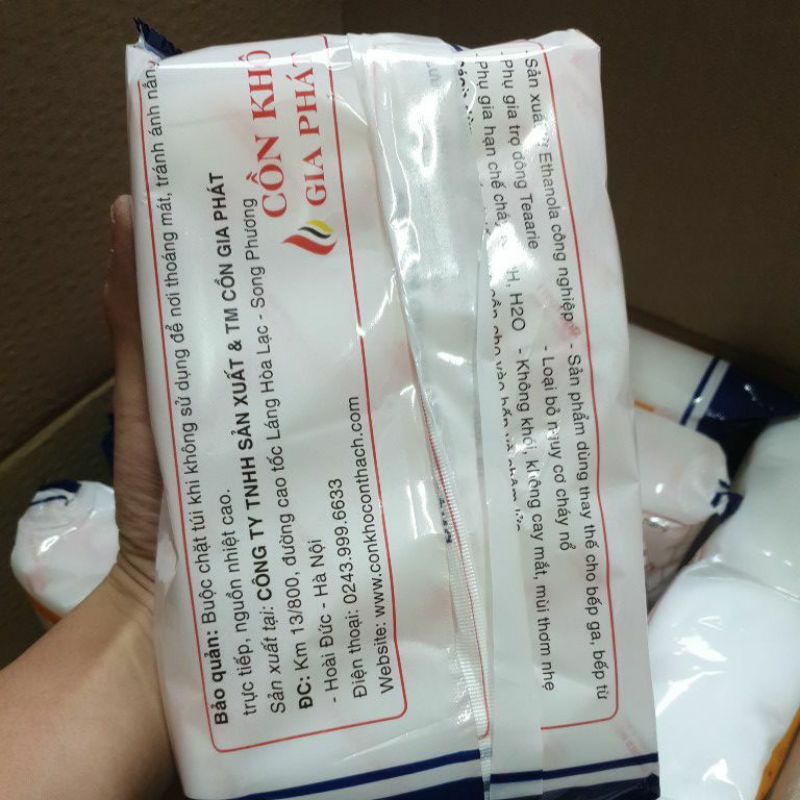 CỒN KHÔ
GIA PHÁT
Bảo quản: Buộc chặt túi khi không sử dụng để nơi thoáng mát, tránh ánh nắng
trực tiếp, nguồn nhiệt cao.
Sản xuất tại: CÔNG TY TNHH SẢN XUẤT & TM CỒN GIA PHÁT
ĐC: Km 13/800, đường cao tốc Láng Hòa Lạc - Song Phương
- Hoài Đức - Hà Nội
Điện thoại: 0243.999.6633
Website: www.conkhoconthach.com
- Sản xuất từ Ethanola công nghiệp
- Phụ gia trợ đông Teaarie
- Phụ gia hạn chế cháy H, H2O
- Sản phẩm dùng thay thế cho bếp ga, bếp từ
- Loại bỏ nguy cơ cháy nổ
- Không khói, không cay mắt, mùi thơm nhẹ